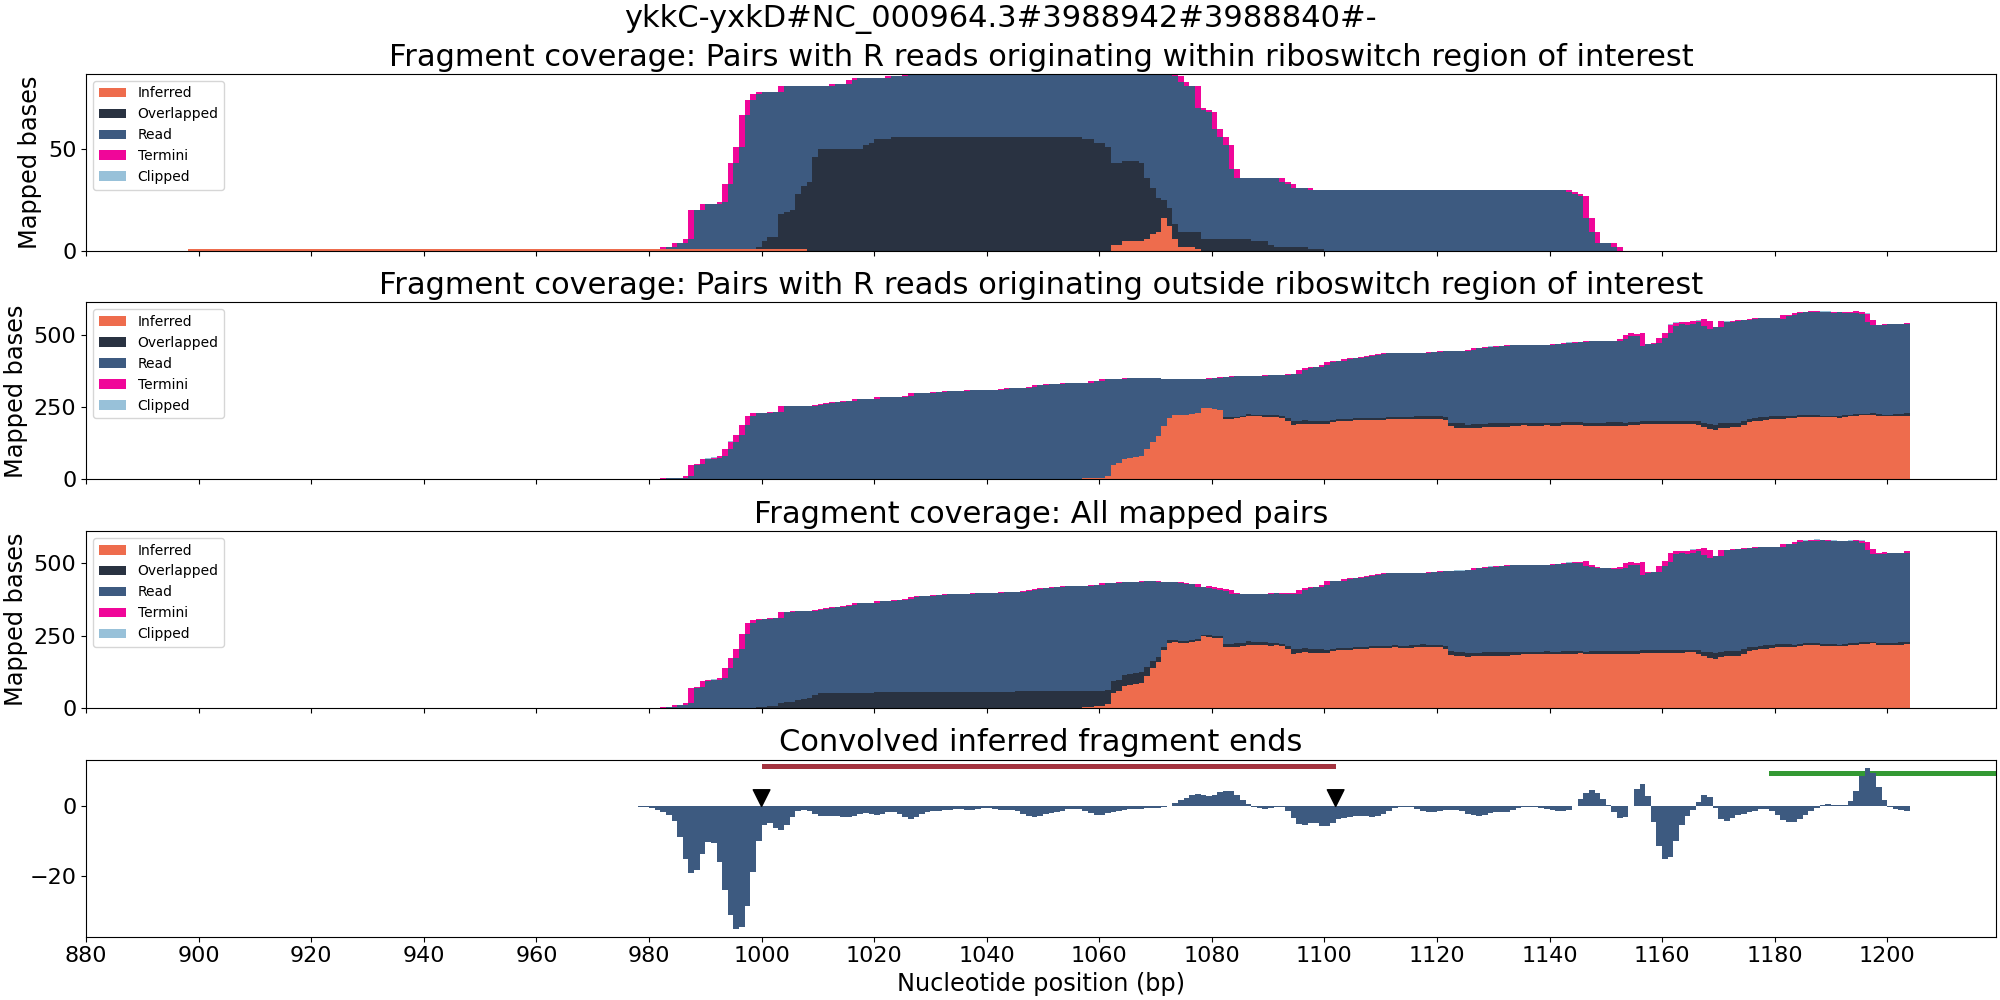 ykkC-yxkD#NC_000964.3#3988942#3988840#-
Fragment coverage: Pairs with R reads originating within riboswitch region of interest
Mapped bases
50
0
Inferred
Overlapped
Read
Termini
Clipped
Fragment coverage: Pairs with R reads originating outside riboswitch region of interest
Mapped bases
500
250
0
Inferred
Overlapped
Read
Termini
Clipped
Fragment coverage: All mapped pairs
Mapped bases
500
250
0
Inferred
Overlapped
Read
Termini
Clipped
Convolved inferred fragment ends
0
−20
880 900 920 940 960 980 1000 1020 1040 1060 1080 1100 1120 1140 1160 1180 1200
Nucleotide position (bp)